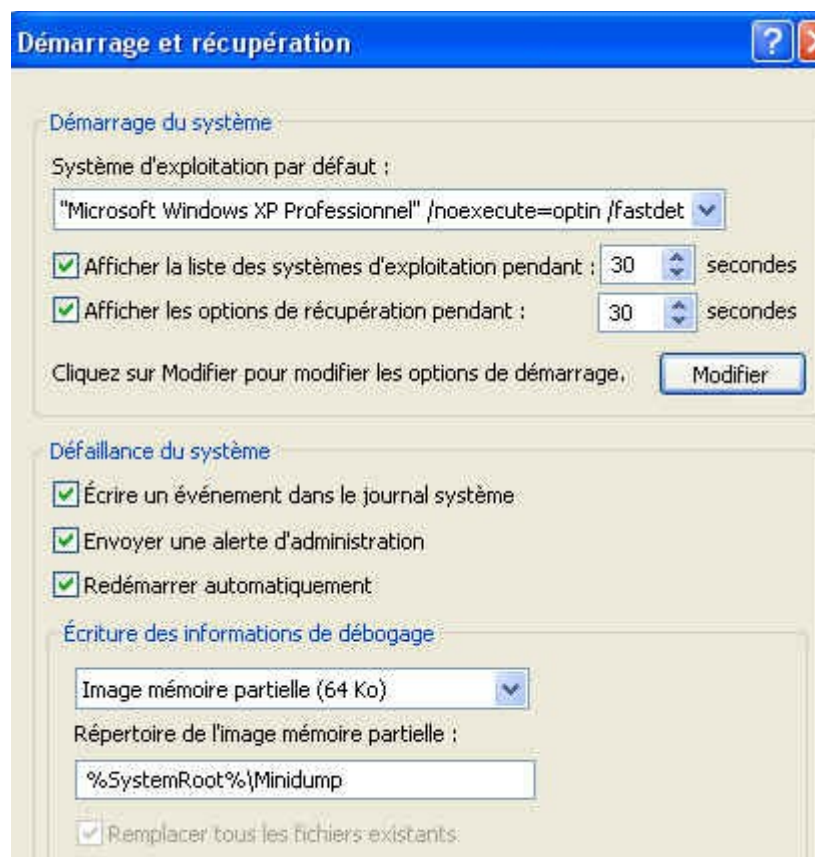 Démarrage et récupération
Démarrage du système
Système d'exploitation par défaut :
"Microsoft Windows XP Professionnel" /noexecute=optin /fastdet
Afficher la liste des systèmes d'exploitation pendant : 30 secondes
Afficher les options de récupération pendant : 30 secondes
Cliquez sur Modifier pour modifier les options de démarrage. Modifier
Défaillance du système
Écrire un événement dans le journal système
Envoyer une alerte d'administration
Redémarrer automatiquement
Écriture des informations de débogage
Image mémoire partielle (64 Ko)
Répertoire de l'image mémoire partielle :
%SystemRoot%\Minidump
Remplacer tous les fichiers existants